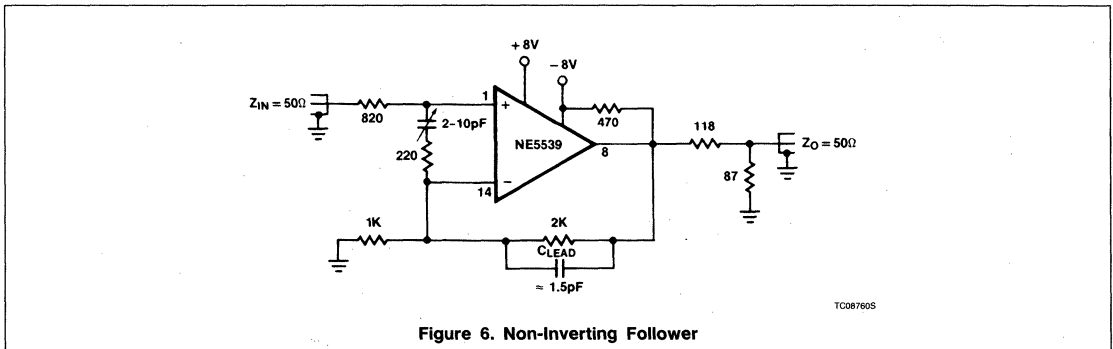 +8V
−8V
Z_IN = 50Ω
820
1
+
2–10pF
220
NE5539
470
8
118
Z_O = 50Ω
87
14
−
1K
2K
C_LEAD
≈ 1.5pF
TC08760S
Figure 6. Non-Inverting Follower